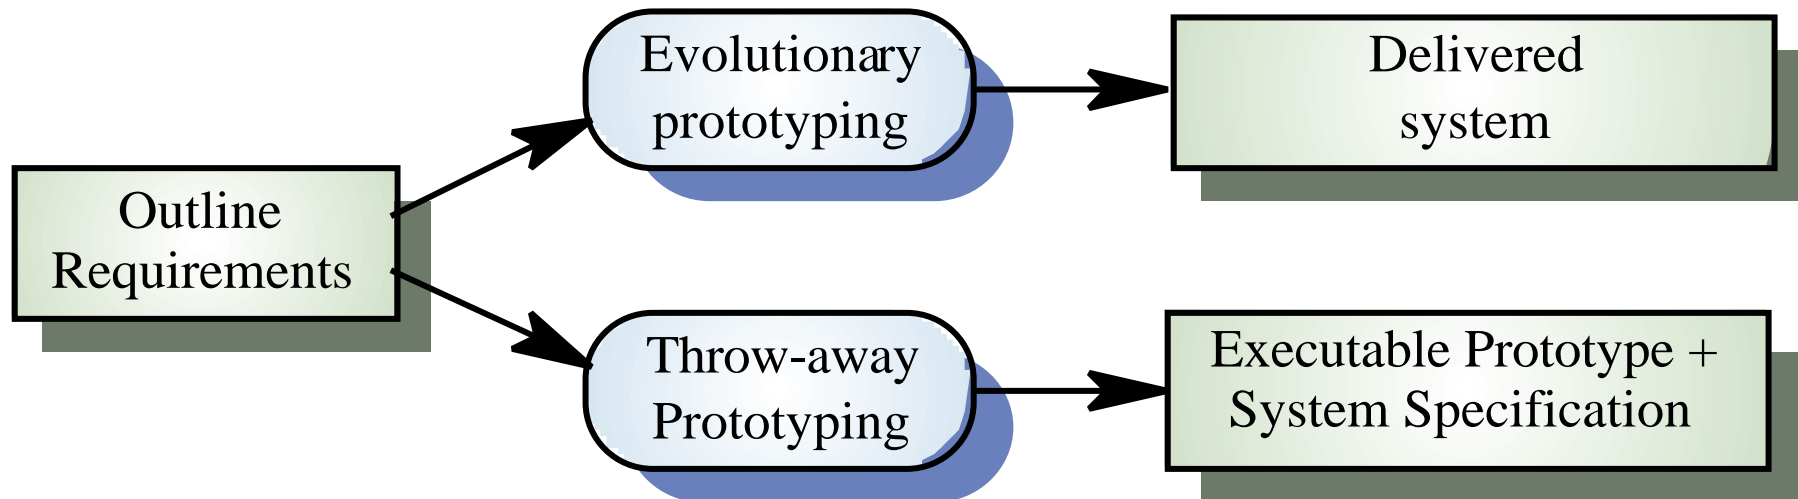 Evolutionary
prototyping
Delivered
system
Outline
Requirements
Throw-away
Prototyping
Executable Prototype +
System Specification